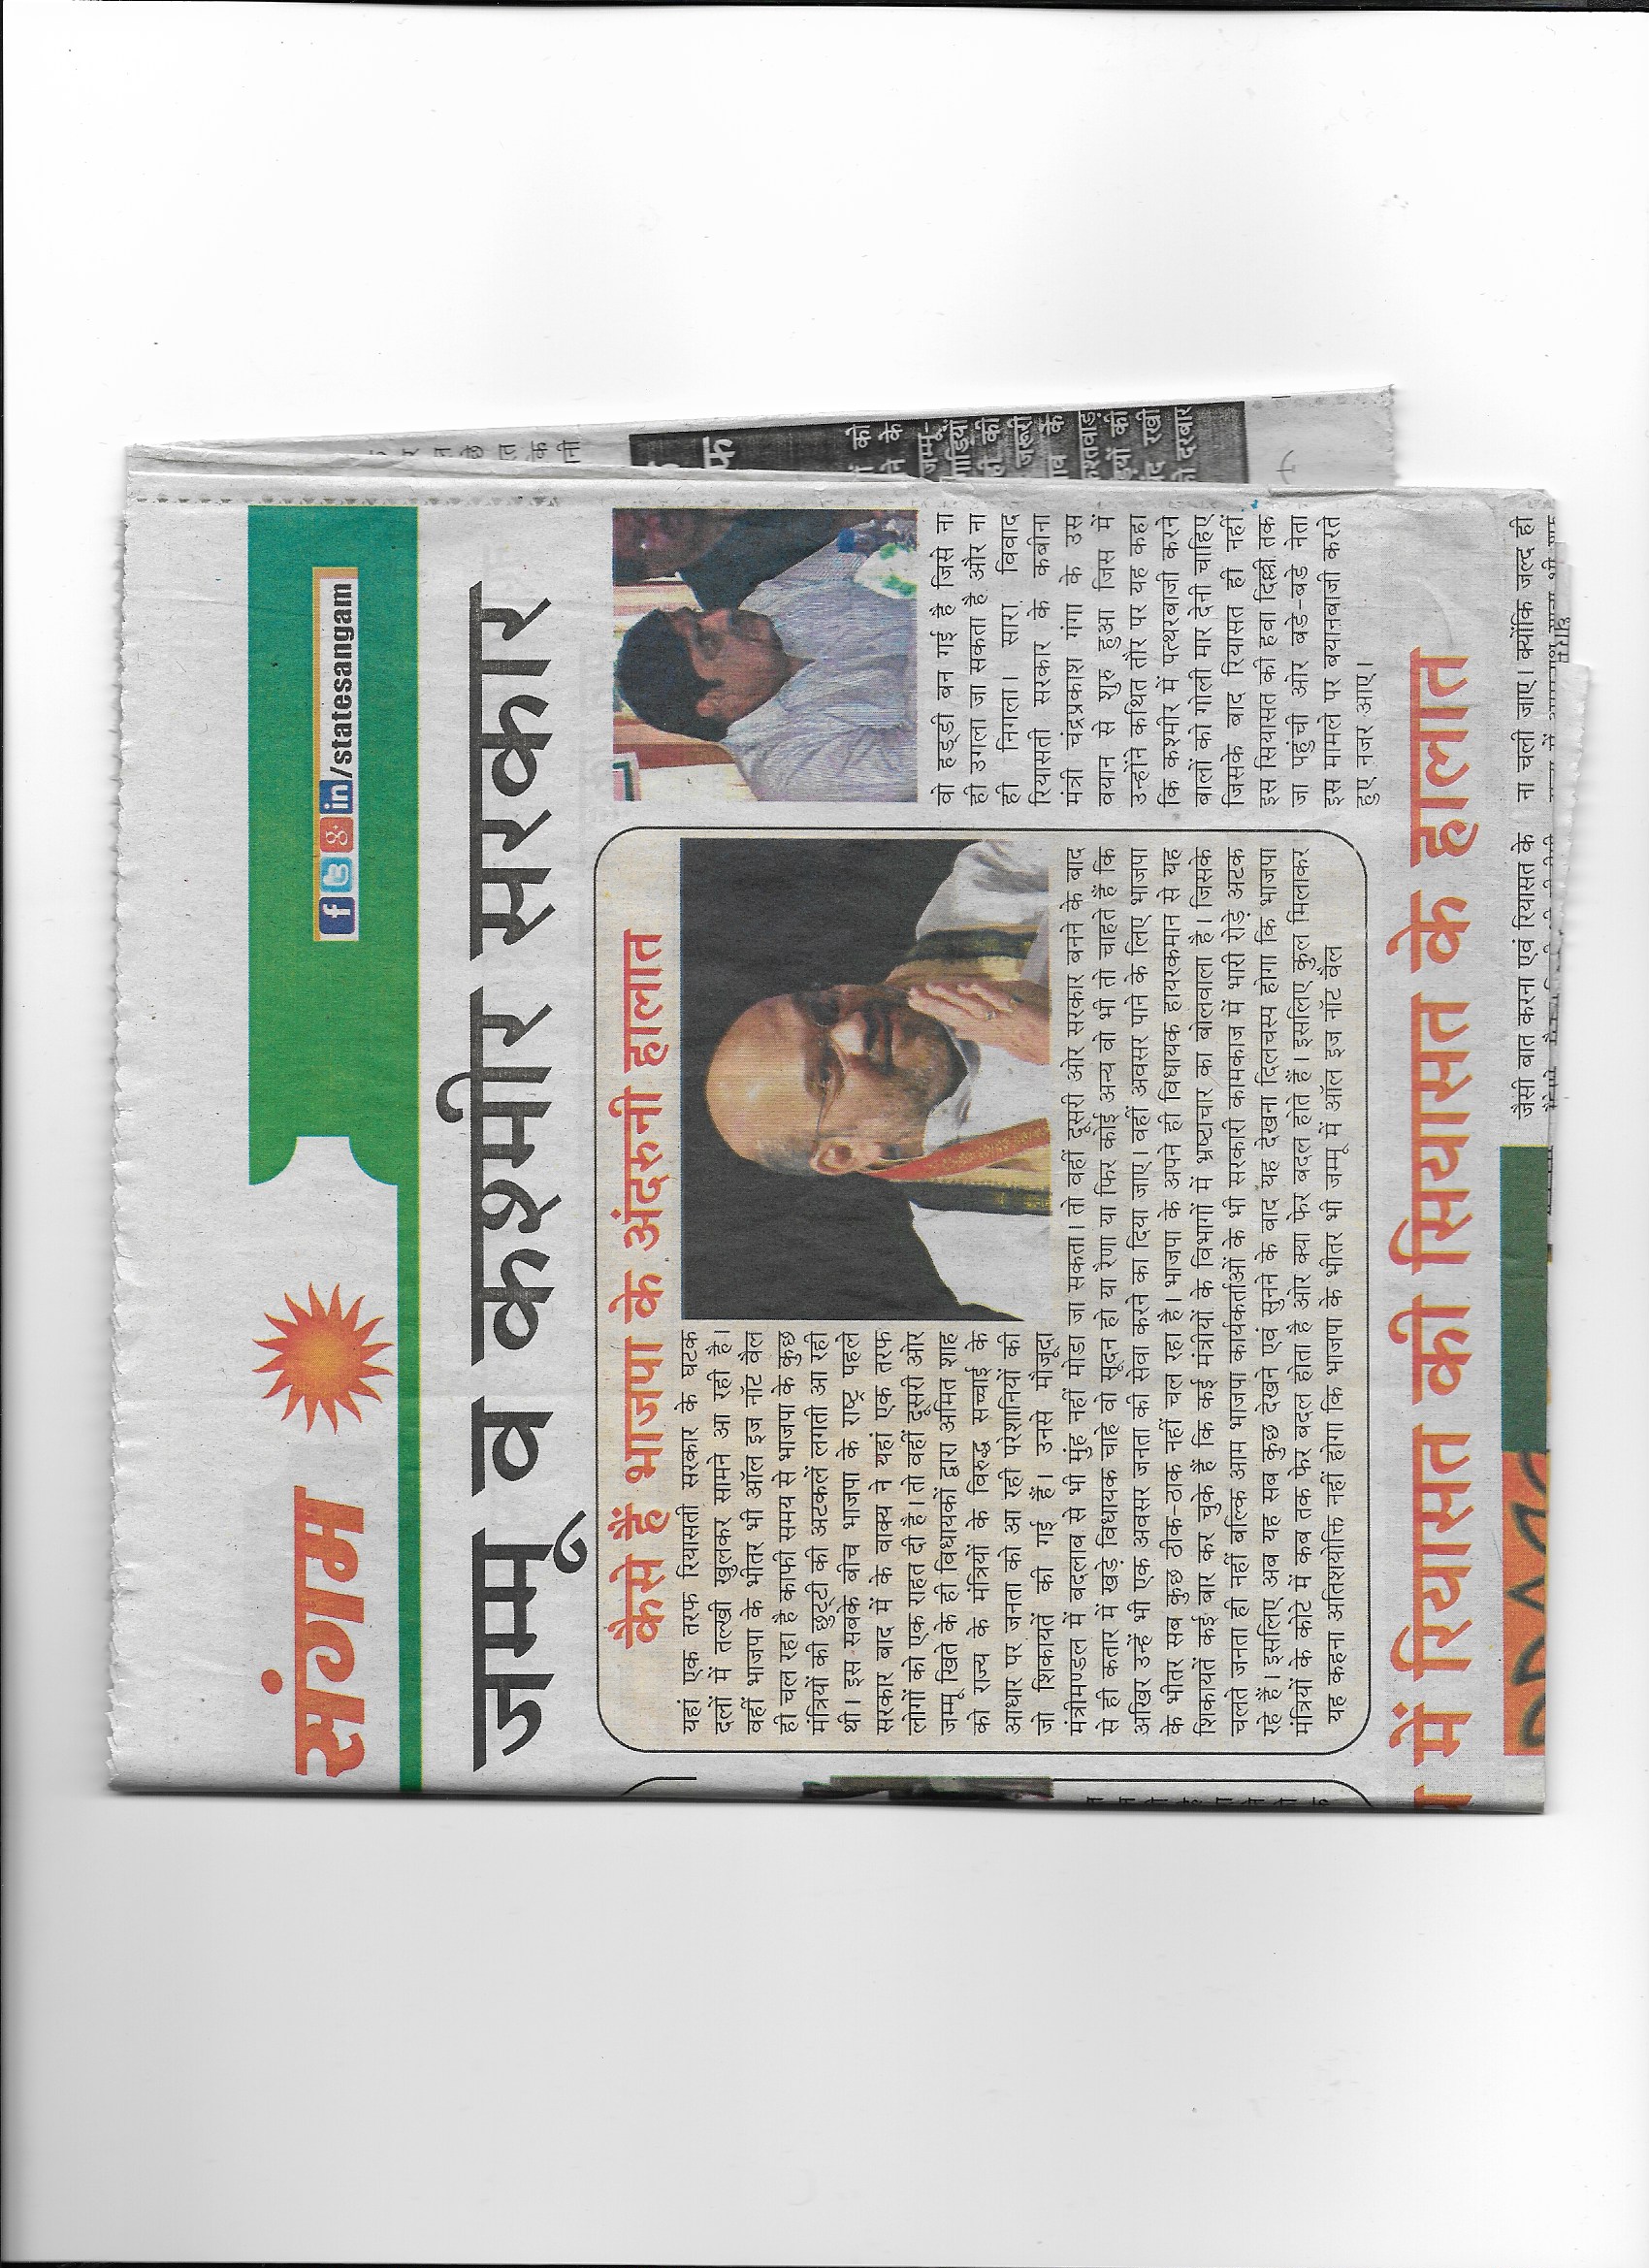 संगम
/statesangam
जम्मू व कश्मीर सरकार
कैसे हैं भाजपा के अंदरुनी हालात
यहां एक तरफ रियासती सरकार के घटक
दलों में तल्खी खुलकर सामने आ रही है।
वहीं भाजपा के भीतर भी ऑल इज नॉट वैल
ही चल रहा है काफी समय से भाजपा के कुछ
मंत्रियों की छुट्टी की अटकलें लगती आ रही
थी। इस सबके बीच भाजपा के राष्ट्र पहले
सरकार बाद में के वाक्य ने यहां एक तरफ
लोगों को एक राहत दी है। तो वहीं दूसरी ओर
जम्मू खिते के ही विधायकों द्वारा अमित शाह
को राज्य के मंत्रियों के विरुद्ध सच्चाई के
आधार पर जनता को आ रही परेशानियों की
जो शिकायतें की गई हैं। उनसे मौजूदा
मंत्रीमण्डल में बदलाब से भी मुंह नहीं मोडा जा सकता। तो वहीं दूसरी ओर सरकार बनने के बाद
से ही कतार में खड़े विधायक चाहे वो सूदन हो या रैणा या फिर कोई अन्य वो भी तो चाहते हैं कि
अखिर उन्हें भी एक अवसर जनता की सेवा करने का दिया जाए। वहीं अवसर पाने के लिए भाजपा
के भीतर सब कुछ ठीक-ठाक नहीं चल रहा है। भाजपा के अपने ही विधायक हायरकमान से यह
शिकायतें कई बार कर चुके हैं कि कई मंत्रीयों के विभागों में भ्रष्टाचार का बोलवाला है। जिसके
चलते जनता ही नहीं बल्कि आम भाजपा कार्यकर्ताओं के भी सरकारी कामकाज में भारी रोड़े अटक
रहे हैं। इसलिए अब यह सब कुछ देखने एवं सुनने के बाद यह देखना दिलचस्प होगा कि भाजपा
मंत्रियों के कोटे में कब तक फेर बदल होता है ओर क्या फेर बदल होते हैं। इसलिए कुल मिलाकर
यह कहना अतिशयोक्ति नहीं होगा कि भाजपा के भीतर भी जम्मू में ऑल इज नॉट वैल
वो हड्डी बन गई है जिसे ना
ही उगला जा सकता है और ना
ही निगला। सारा विवाद
रियासती सरकार के कबीना
मंत्री चंद्रप्रकाश गंगा के उस
वयान से शुरु हुआ जिस में
उन्होंने कथित तौर पर यह कहा
कि कश्मीर में पत्थरबाजी करने
बालों को गोली मार देनी चाहिए
जिसके बाद रियासत ही नहीं
इस सियासत की हवा दिल्ली तक
जा पहुंची ओर बडे-बडे नेता
इस मामले पर बयानबाजी करते
हुए नजर आए।
में रियासत की सियासत के हालात
जैसी बात करना एवं रियासत के
ना चली जाए। क्योंकि जल्द ही
को
के
जम्मू-
गाड़ियों
की
जरूरी
के
की
रखी
दरबार